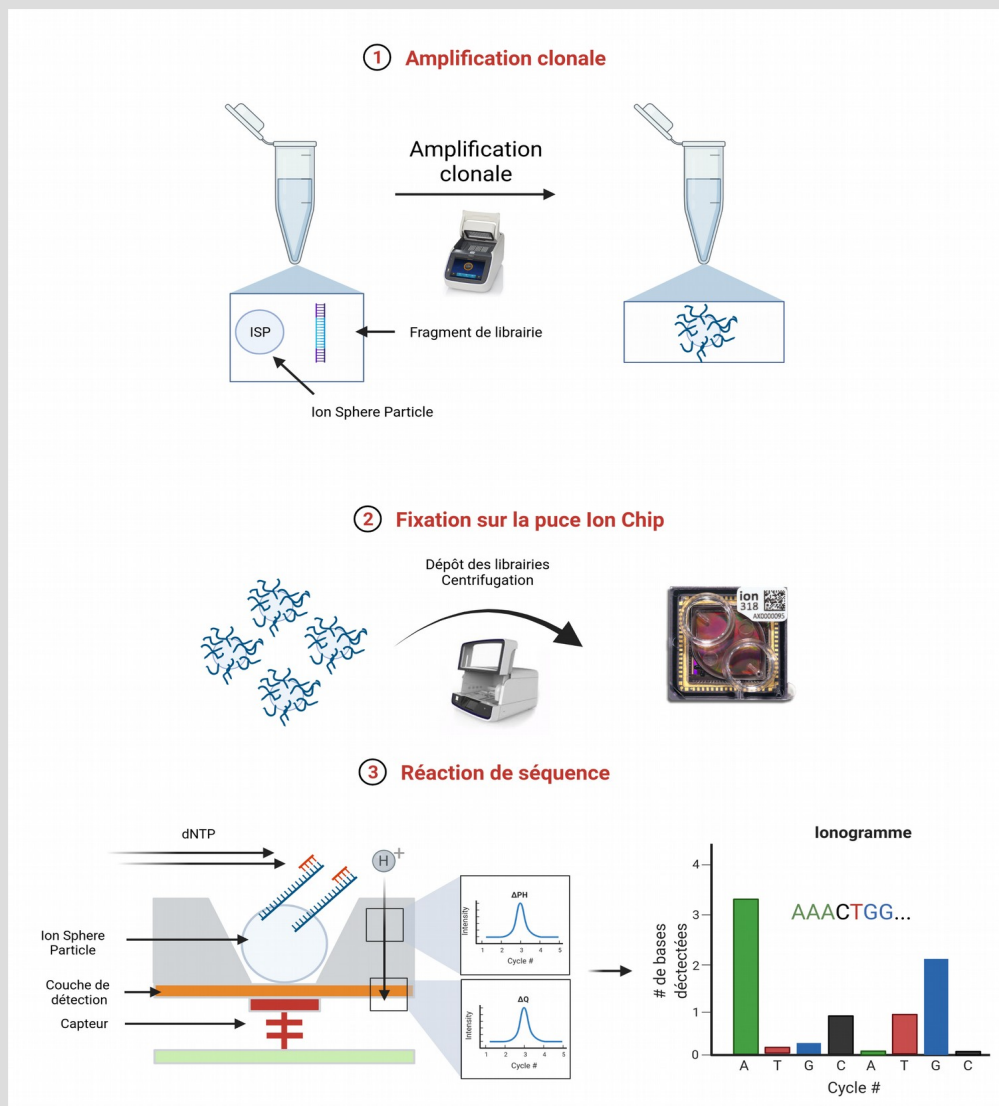 1 Amplification clonale
Amplification
clonale
ISP
Fragment de librairie
Ion Sphere Particle
2 Fixation sur la puce Ion Chip
Dépôt des librairies
Centrifugation
ion
318
AX0000095
3 Réaction de séquence
dNTP
H+
Ion Sphere
Particle
Couche de
détection
Capteur
ΔPH
Intensity
1 2 3 4 5
Cycle #
ΔQ
Intensity
1 2 3 4 5
Cycle #
Ionogramme
AAACTGG...
# de bases
déctectées
4
3
2
1
0
A T G C A T G C
Cycle #